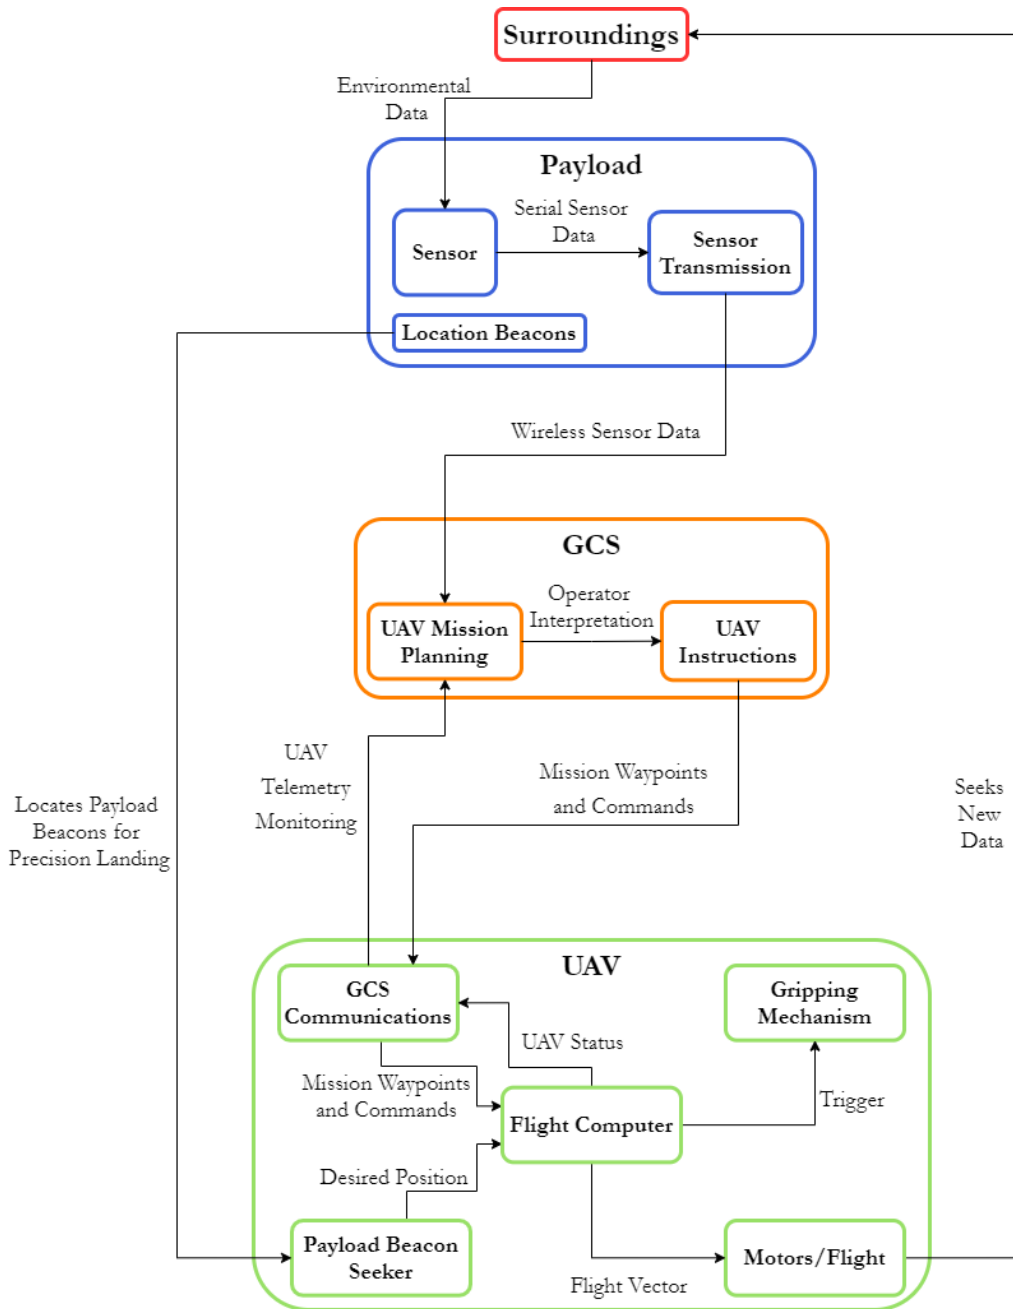 Surroundings
Environmental
Data
Payload
Serial Sensor
Data
Sensor
Sensor
Transmission
Location Beacons
Wireless Sensor Data
GCS
Operator
Interpretation
UAV Mission
Planning
UAV
Instructions
UAV
Telemetry
Monitoring
Mission Waypoints
and Commands
Locates Payload
Beacons for
Precision Landing
Seeks
New
Data
UAV
GCS
Communications
Gripping
Mechanism
UAV Status
Mission Waypoints
and Commands
Flight Computer
Trigger
Desired Position
Payload Beacon
Seeker
Motors/Flight
Flight Vector